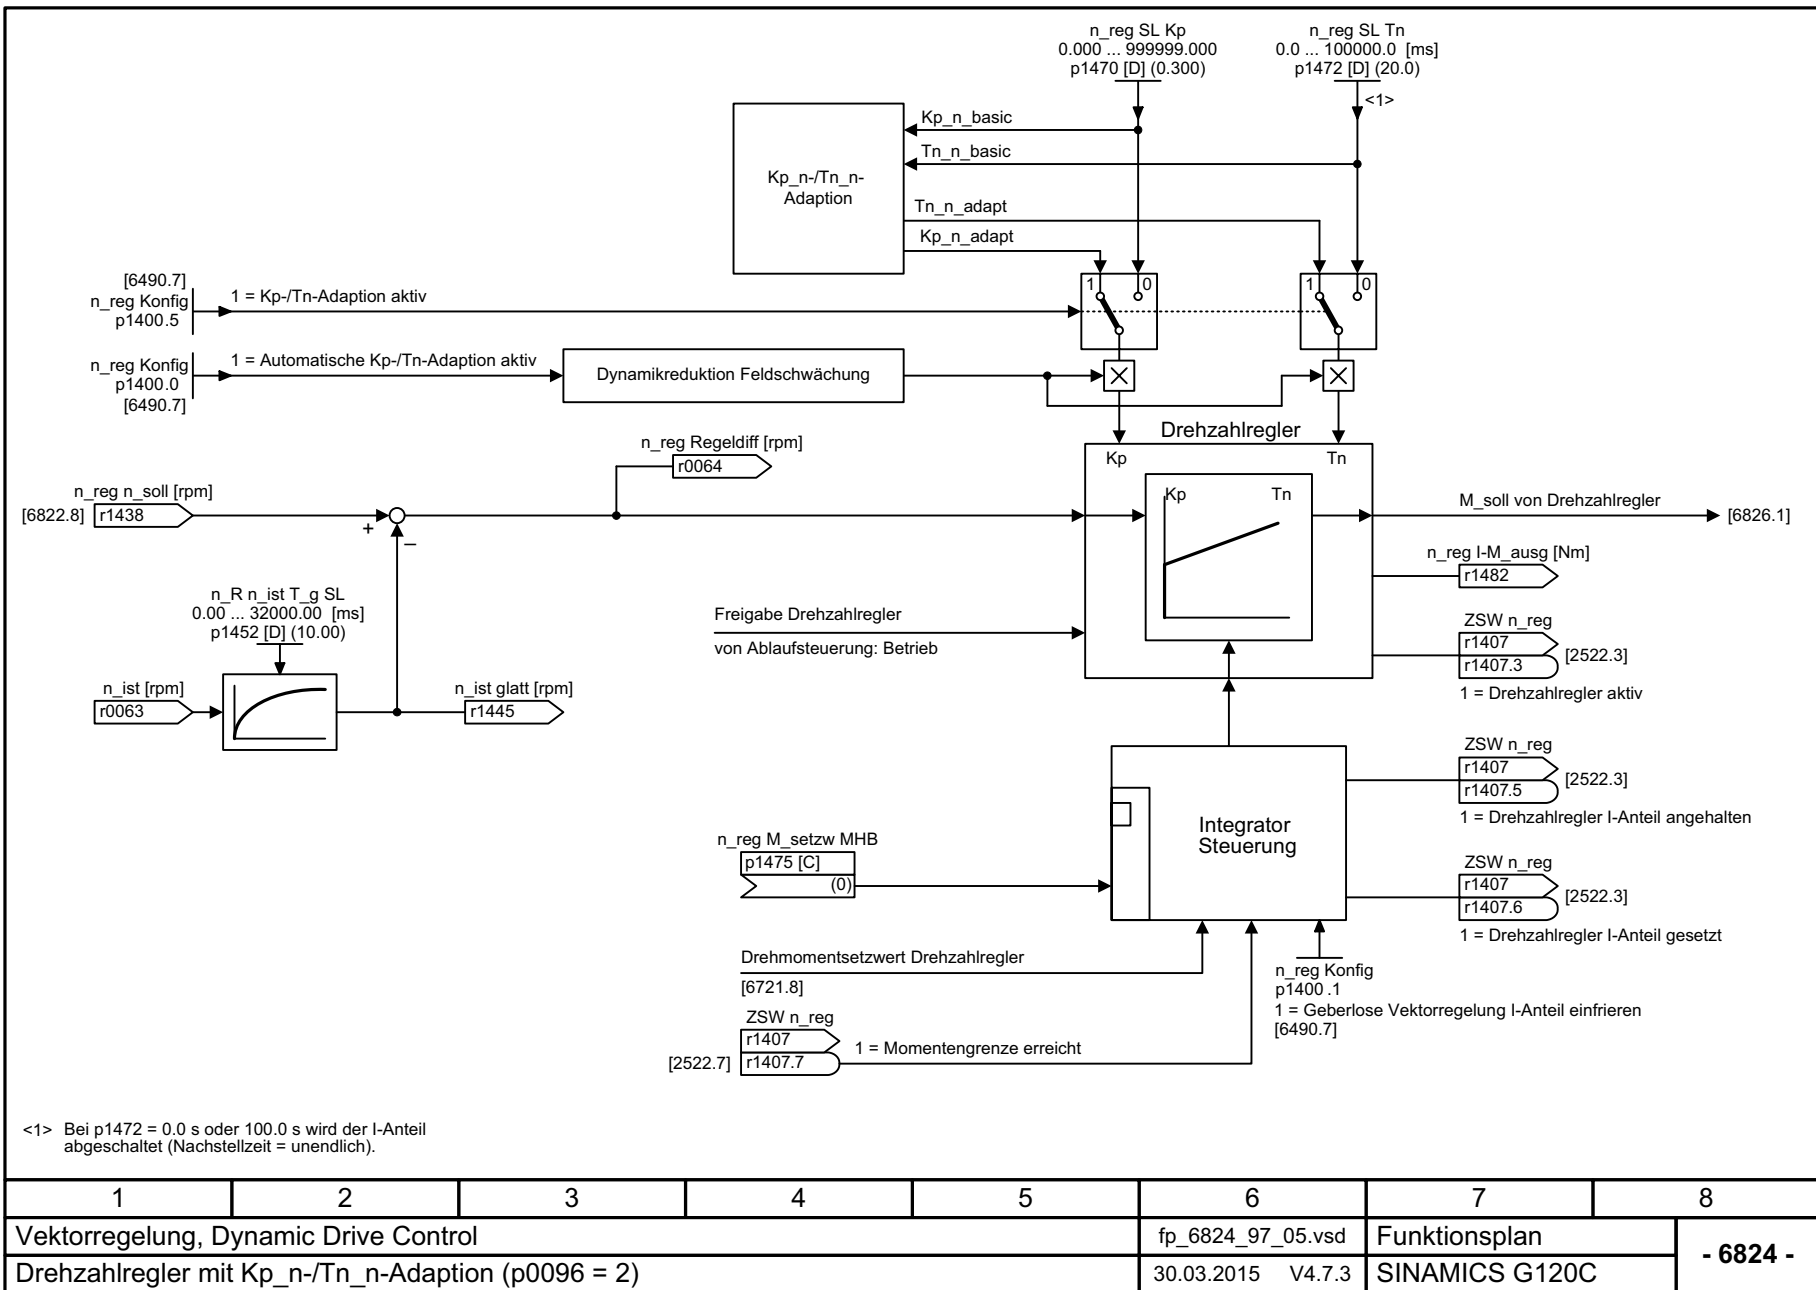 n_reg SL Kp
0.000 ... 999999.000
p1470 [D] (0.300)
n_reg SL Tn
0.0 ... 100000.0 [ms]
p1472 [D] (20.0)
<1>
Kp_n_basic
Tn_n_basic
Kp_n-/Tn_n-
Adaption
Tn_n_adapt
Kp_n_adapt
[6490.7]
n_reg Konfig
p1400.5
1 = Kp-/Tn-Adaption aktiv
1 0
1 0
n_reg Konfig
p1400.0
[6490.7]
1 = Automatische Kp-/Tn-Adaption aktiv
Dynamikreduktion Feldschwächung
Drehzahlregler
Kp Tn
Kp Tn
n_reg Regeldiff [rpm]
r0064
n_reg n_soll [rpm]
[6822.8] r1438
+
–
M_soll von Drehzahlregler
[6826.1]
n_reg I-M_ausg [Nm]
r1482
n_R n_ist T_g SL
0.00 ... 32000.00 [ms]
p1452 [D] (10.00)
Freigabe Drehzahlregler
von Ablaufsteuerung: Betrieb
ZSW n_reg
r1407
r1407.3
[2522.3]
1 = Drehzahlregler aktiv
n_ist [rpm]
r0063
n_ist glatt [rpm]
r1445
Integrator
Steuerung
ZSW n_reg
r1407
r1407.5
[2522.3]
1 = Drehzahlregler I-Anteil angehalten
n_reg M_setzw MHB
p1475 [C]
(0)
ZSW n_reg
r1407
r1407.6
[2522.3]
1 = Drehzahlregler I-Anteil gesetzt
Drehmomentsetzwert Drehzahlregler
[6721.8]
n_reg Konfig
p1400 .1
1 = Geberlose Vektorregelung I-Anteil einfrieren
[6490.7]
ZSW n_reg
r1407
[2522.7] r1407.7
1 = Momentengrenze erreicht
<1> Bei p1472 = 0.0 s oder 100.0 s wird der I-Anteil
abgeschaltet (Nachstellzeit = unendlich).
1 2 3 4 5 6 7 8
Vektorregelung, Dynamic Drive Control
fp_6824_97_05.vsd
Funktionsplan
- 6824 -
Drehzahlregler mit Kp_n-/Tn_n-Adaption (p0096 = 2)
30.03.2015 V4.7.3
SINAMICS G120C